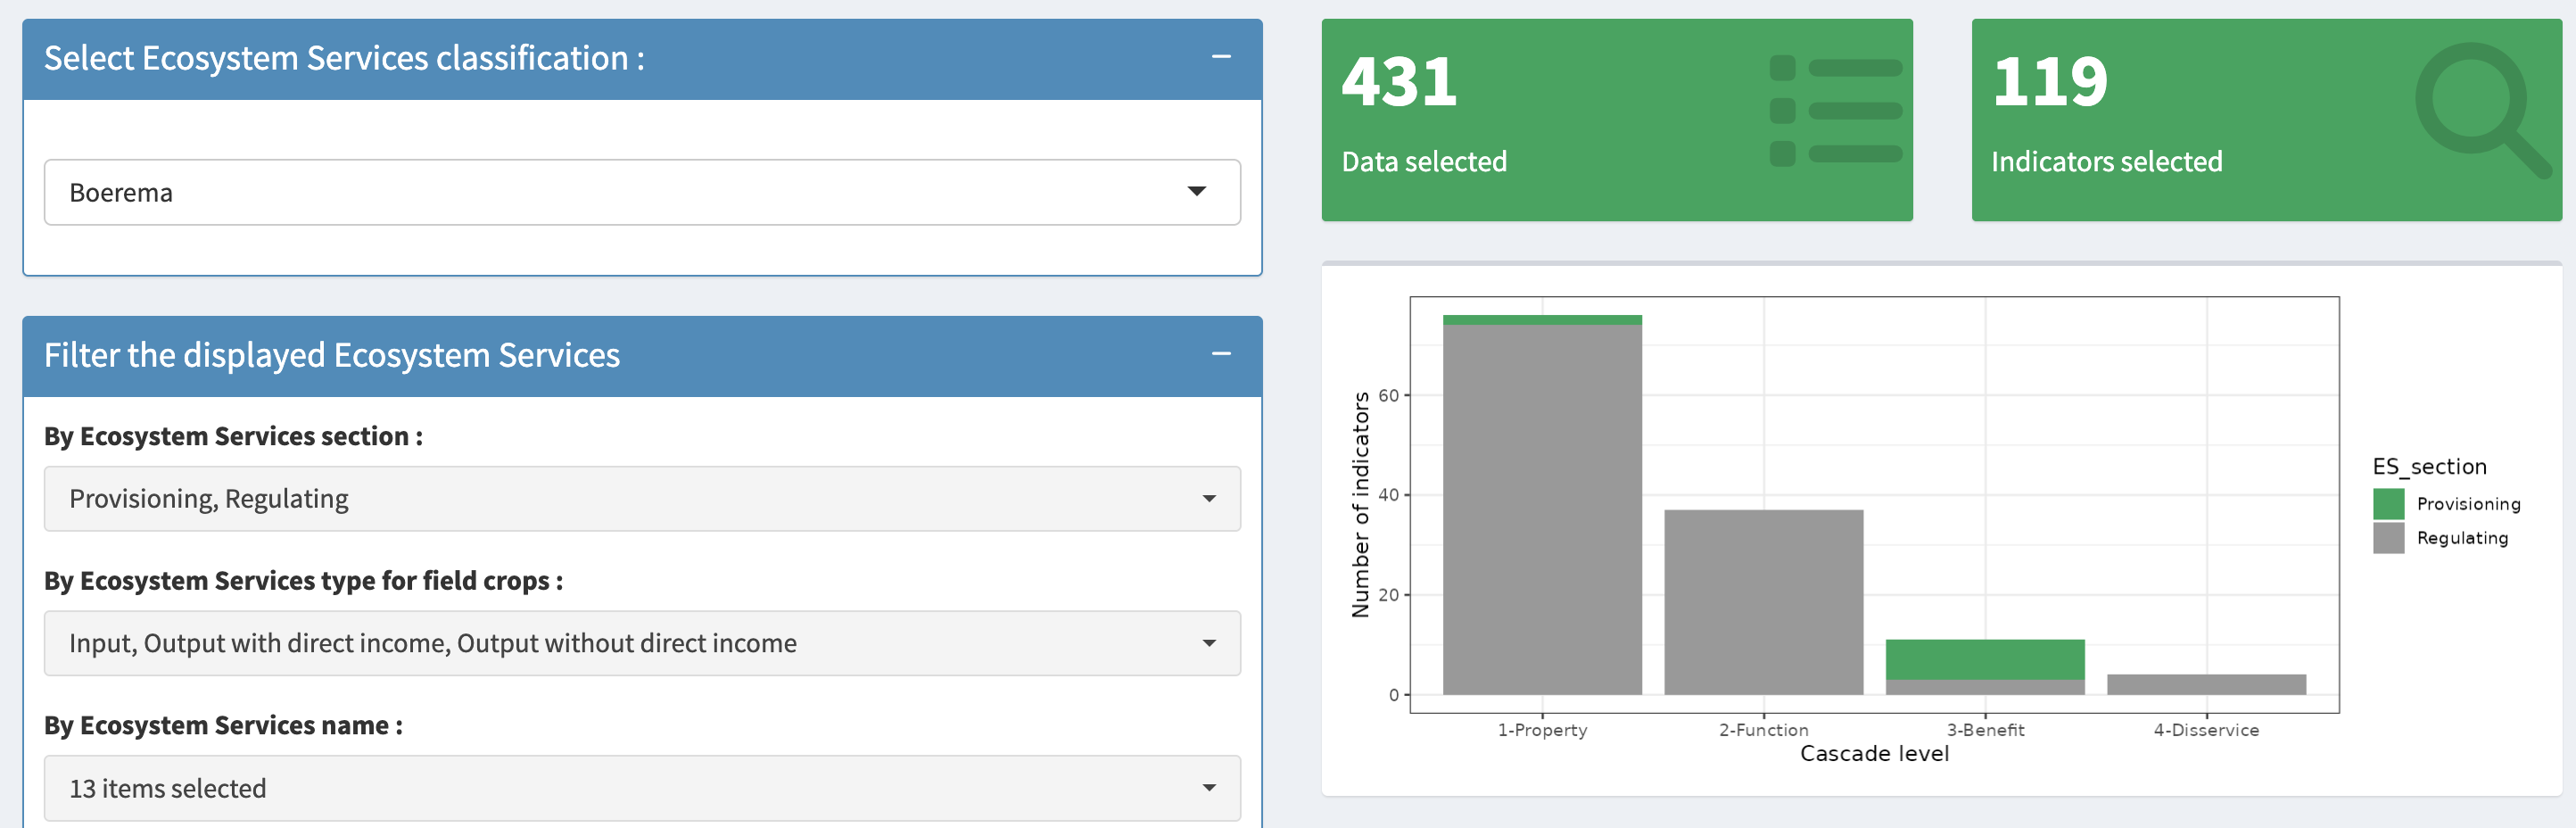 Select Ecosystem Services classification :
Boerema
Filter the displayed Ecosystem Services
By Ecosystem Services section :
Provisioning, Regulating
By Ecosystem Services type for field crops :
Input, Output with direct income, Output without direct income
By Ecosystem Services name :
13 items selected
431
Data selected
119
Indicators selected
Number of indicators
60
40
20
0
1-Property
2-Function
3-Benefit
4-Disservice
Cascade level
ES_section
Provisioning
Regulating